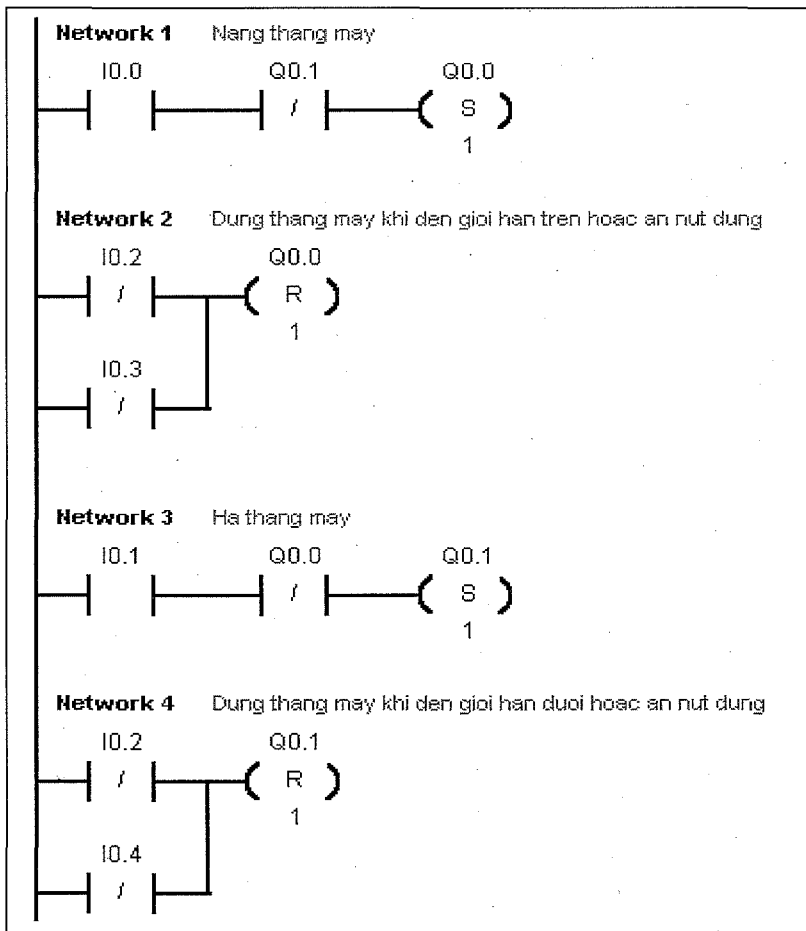 Network 1 Nang thang may
I0.0 Q0.1 Q0.0
/ S
1
Network 2 Dung thang may khi den gioi han tren hoac an nut dung
I0.2 Q0.0
/ R
1
I0.3
/
Network 3 Ha thang may
I0.1 Q0.0 Q0.1
/ S
1
Network 4 Dung thang may khi den gioi han duoi hoac an nut dung
I0.2 Q0.1
/ R
1
I0.4
/